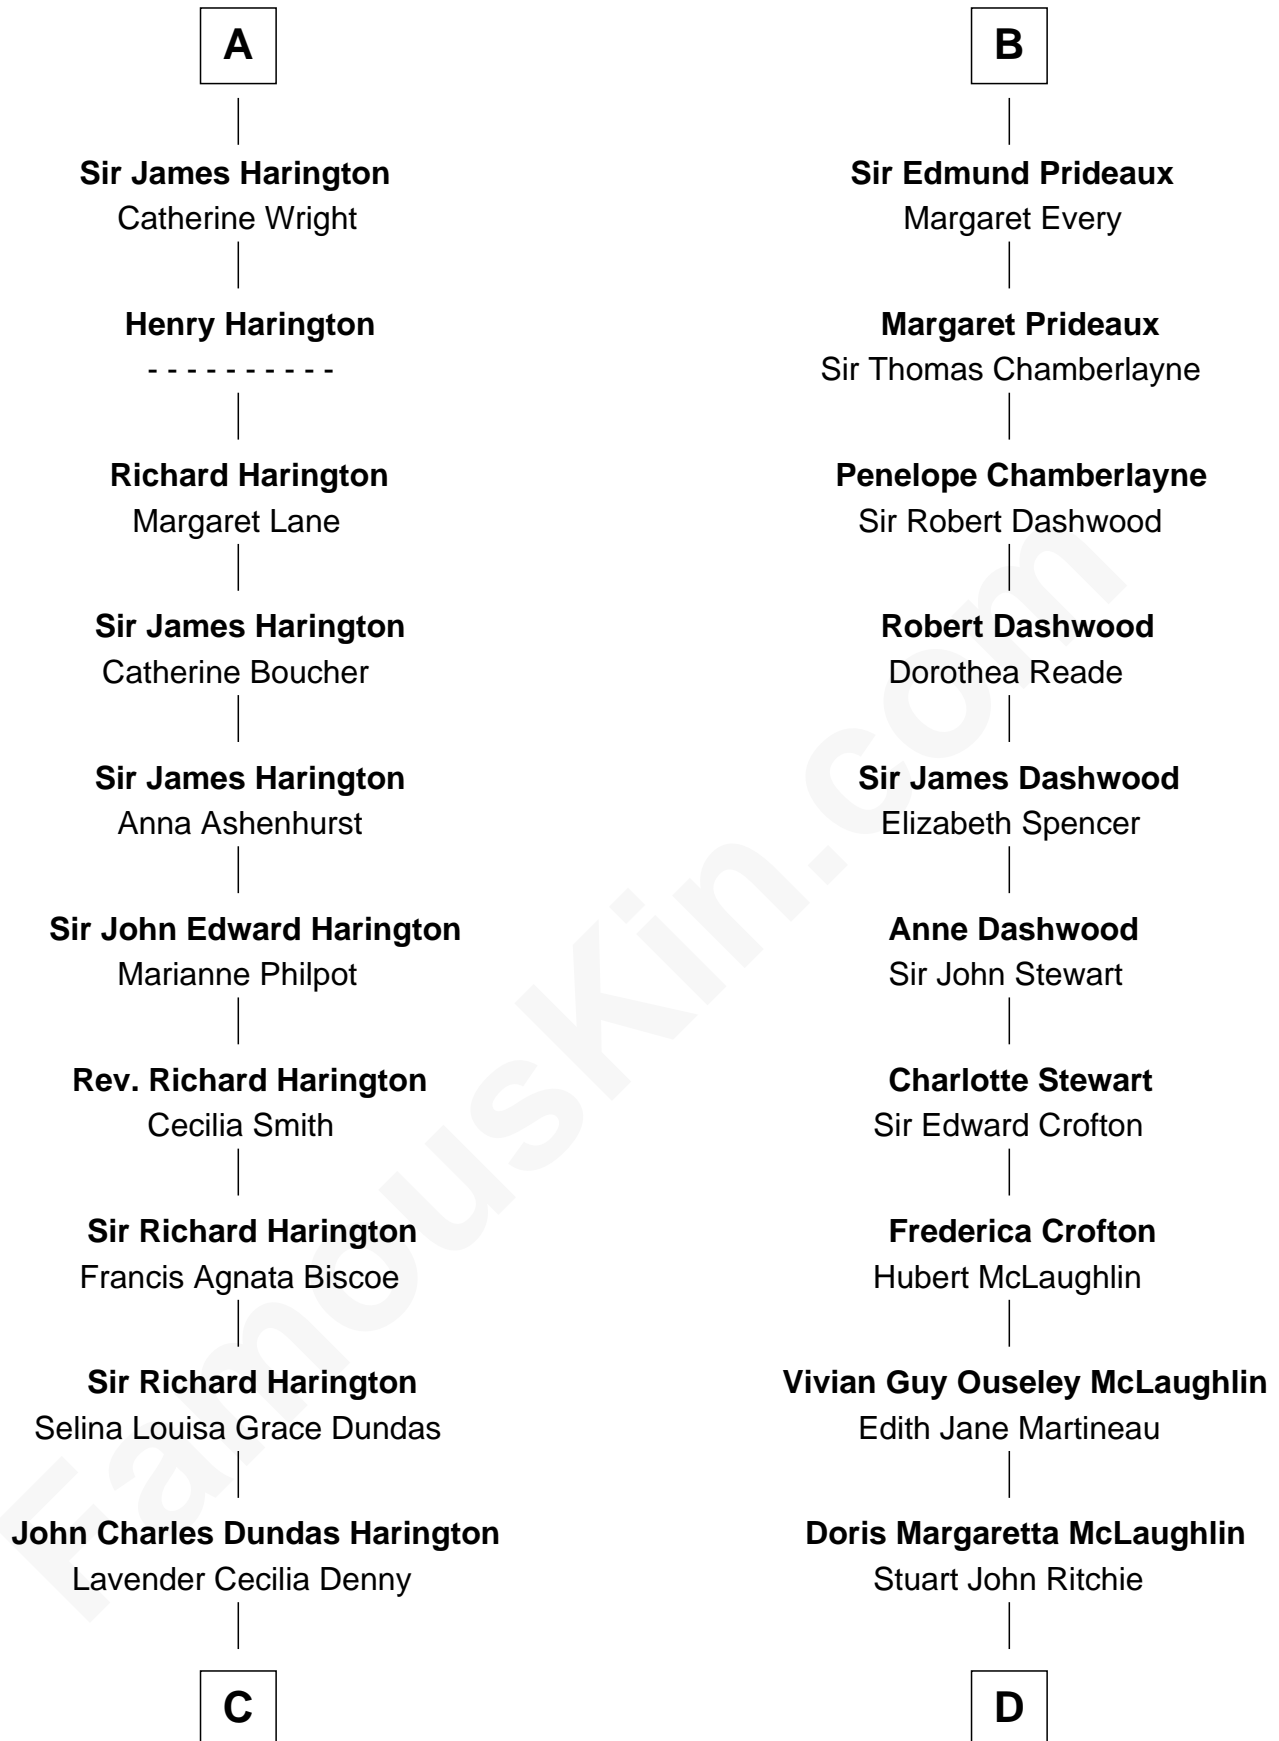 A
Sir James Harington
Catherine Wright
Henry Harington
- - - - - - - - - -
Richard Harington
Margaret Lane
Sir James Harington
Catherine Boucher
Sir James Harington
Anna Ashenhurst
Sir John Edward Harington
Marianne Philpot
Rev. Richard Harington
Cecilia Smith
Sir Richard Harington
Francis Agnata Biscoe
Sir Richard Harington
Selina Louisa Grace Dundas
John Charles Dundas Harington
Lavender Cecilia Denny
C
B
Sir Edmund Prideaux
Margaret Every
Margaret Prideaux
Sir Thomas Chamberlayne
Penelope Chamberlayne
Sir Robert Dashwood
Robert Dashwood
Dorothea Reade
Sir James Dashwood
Elizabeth Spencer
Anne Dashwood
Sir John Stewart
Charlotte Stewart
Sir Edward Crofton
Frederica Crofton
Hubert McLaughlin
Vivian Guy Ouseley McLaughlin
Edith Jane Martineau
Doris Margaretta McLaughlin
Stuart John Ritchie
D
FamousKin.com